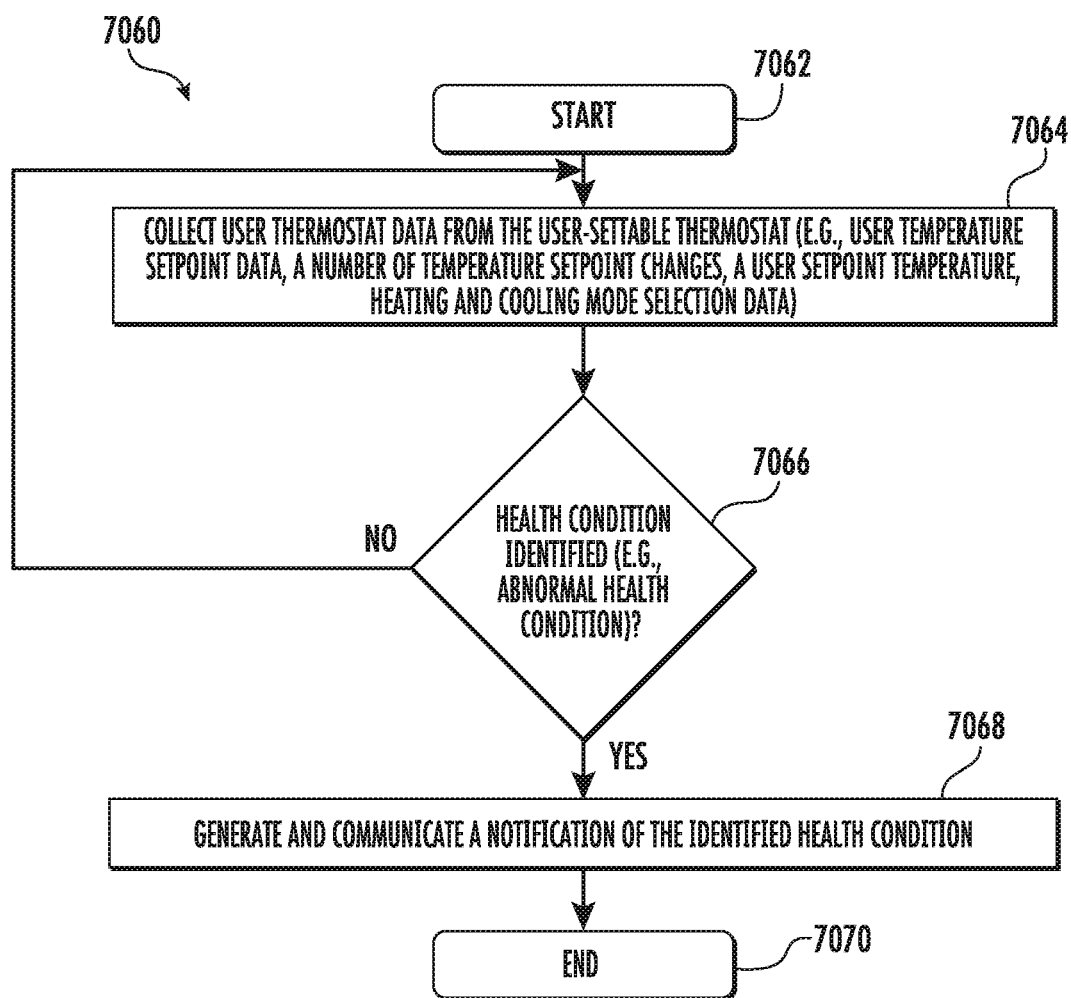 7060
7062
START
7064
COLLECT USER THERMOSTAT DATA FROM THE USER-SETTABLE THERMOSTAT (E.G., USER TEMPERATURE
SETPOINT DATA, A NUMBER OF TEMPERATURE SETPOINT CHANGES, A USER SETPOINT TEMPERATURE,
HEATING AND COOLING MODE SELECTION DATA)
7066
NO
HEALTH CONDITION
IDENTIFIED (E.G.,
ABNORMAL HEALTH
CONDITION)?
YES
7068
GENERATE AND COMMUNICATE A NOTIFICATION OF THE IDENTIFIED HEALTH CONDITION
END
7070